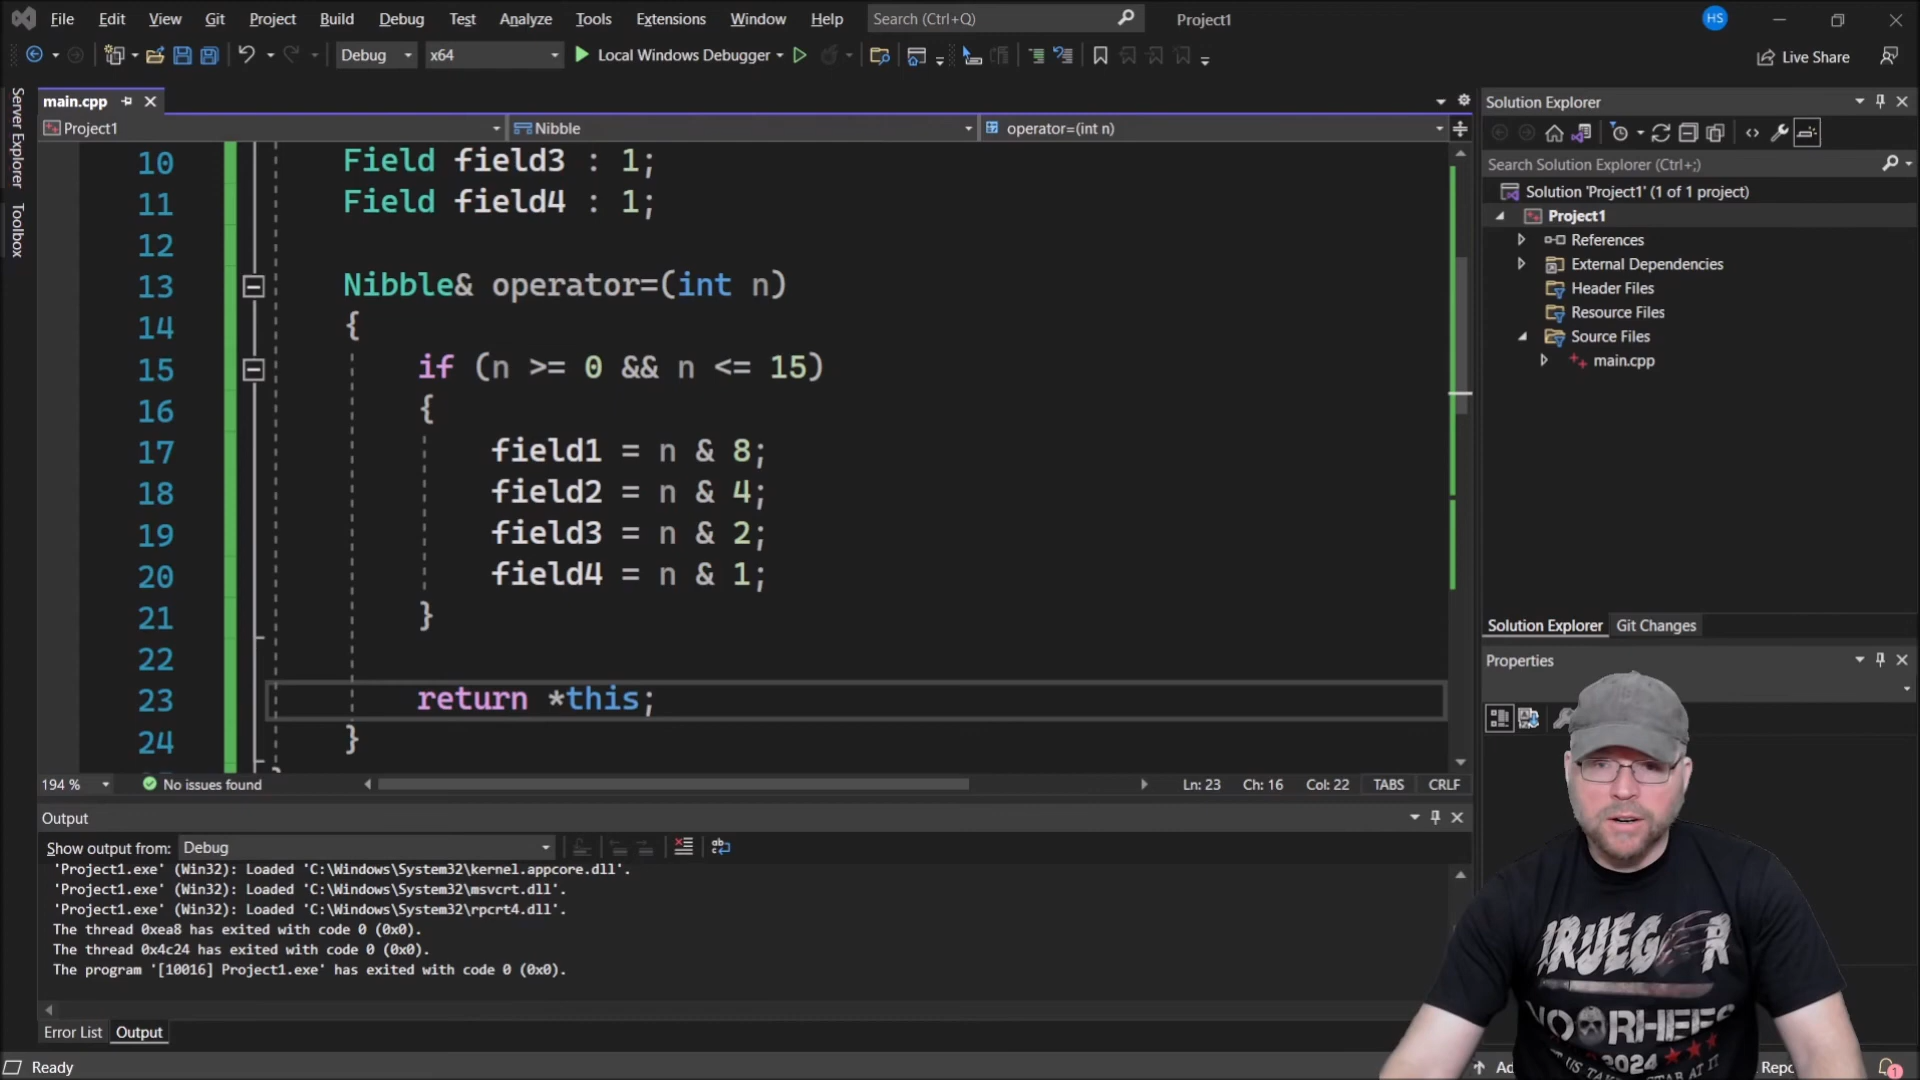 File Edit View Git Project Build Debug Test Analyze Tools Extensions Window Help Search (Ctrl+Q) Project1 HS
Debug x64 Local Windows Debugger Live Share
Server Explorer
Toolbox
main.cpp
Project1 Nibble operator=(int n)
10 Field field3 : 1;
11 Field field4 : 1;
12
13 Nibble& operator=(int n)
14 {
15 if (n >= 0 && n <= 15)
16 {
17 field1 = n & 8;
18 field2 = n & 4;
19 field3 = n & 2;
20 field4 = n & 1;
21 }
22
23 return *this;
24 }
194 % No issues found Ln: 23 Ch: 16 Col: 22 TABS CRLF
Output
Show output from: Debug
'Project1.exe' (Win32): Loaded 'C:\Windows\System32\kernel.appcore.dll'.
'Project1.exe' (Win32): Loaded 'C:\Windows\System32\msvcrt.dll'.
'Project1.exe' (Win32): Loaded 'C:\Windows\System32\rpcrt4.dll'.
The thread 0xea8 has exited with code 0 (0x0).
The thread 0x4c24 has exited with code 0 (0x0).
The program '[10016] Project1.exe' has exited with code 0 (0x0).
Error List Output
Ready
Solution Explorer
Search Solution Explorer (Ctrl+;)
Solution 'Project1' (1 of 1 project)
Project1
References
External Dependencies
Header Files
Resource Files
Source Files
main.cpp
Solution Explorer Git Changes
Properties
VOORHEES
2024